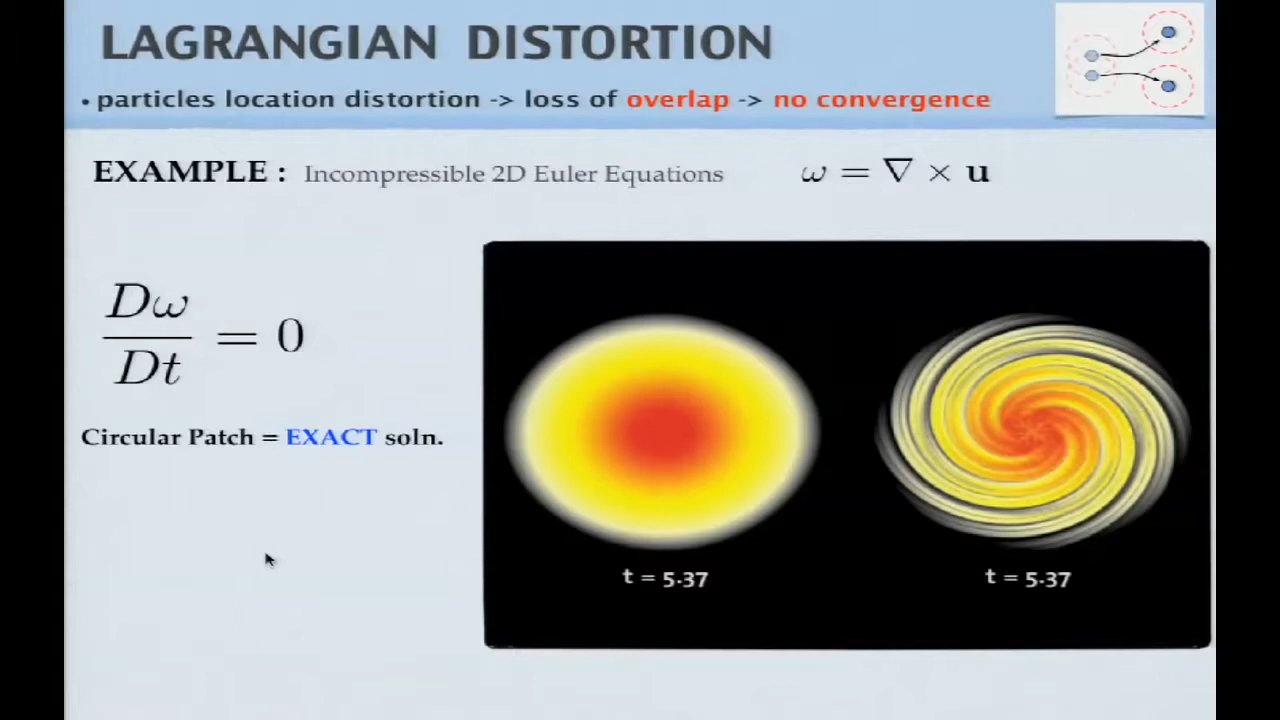 LAGRANGIAN DISTORTION
• particles location distortion -> loss of overlap -> no convergence
EXAMPLE : Incompressible 2D Euler Equations ω = ∇ × u
Dω
Dt
= 0
Circular Patch = EXACT soln.
t = 5.37
t = 5.37